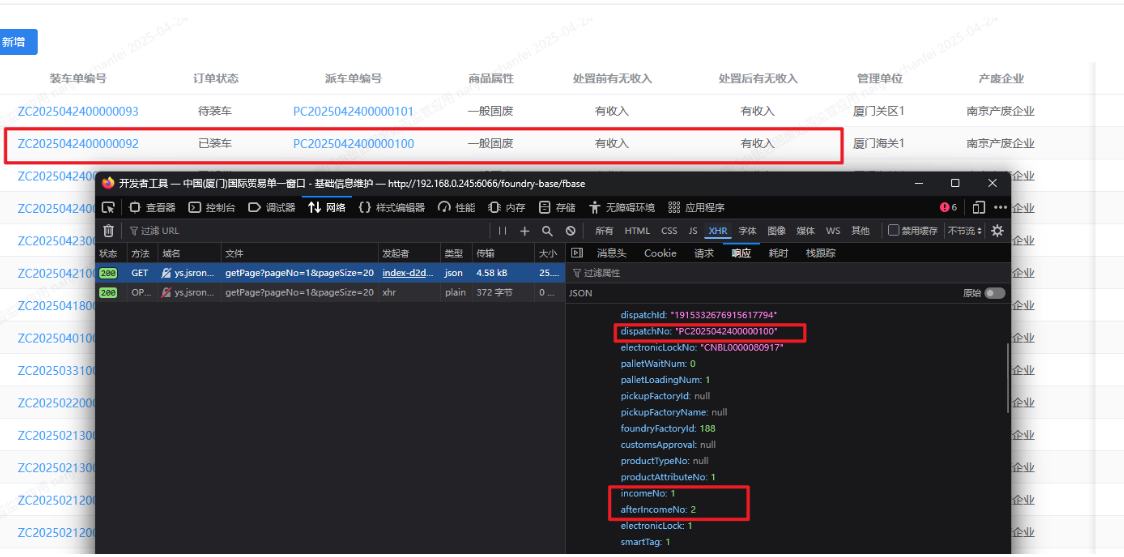 新增
装车单编号 订单状态 派车单编号 商品属性 处置前有无收入 处置后有无收入 管理单位 产废企业
ZC2025042400000093 待装车 PC2025042400000101 一般固废 有收入 有收入 厦门关区1 南京产废企业
ZC2025042400000092 已装车 PC2025042400000100 一般固废 有收入 有收入 厦门海关1 南京产废企业
ZC20250424000 企业
开发者工具 — 中国(厦门)国际贸易单一窗口 - 基础信息维护 — http://192.168.0.245:6066/foundry-base/fbase
ZC20250424000 企业
查看器 控制台 调试器 网络 样式编辑器 性能 内存 存储 无障碍环境 应用程序 6
过滤 URL 所有 HTML CSS JS XHR 字体 图像 媒体 WS 其他 禁用缓存 不节流
ZC20250423000 企业
状态 方法 域名 文件 发起者 类型 传输 大小 消息头 Cookie 请求 响应 耗时 栈跟踪
200 GET ys.jsron... getPage?pageNo=1&pageSize=20 index-d2d... json 4.58 kB 25.... 过滤属性
ZC20250421000 企业
200 OP... ys.jsron... getPage?pageNo=1&pageSize=20 xhr plain 372 字节 0 ... JSON 原始
ZC20250418000 企业
dispatchId: "1915332676915617794"
dispatchNo: "PC2025042400000100"
ZC20250401000 企业
electronicLockNo: "CNBL0000080917"
palletWaitNum: 0
ZC20250331000 企业
palletLoadingNum: 1
pickupFactoryId: null
ZC20250220000 企业
pickupFactoryName: null
foundryFactoryId: 188
ZC20250213000 企业
customsApproval: null
productTypeNo: null
ZC20250213000 企业
productAttributeNo: 1
incomeNo: 1
ZC20250212000 企业
afterIncomeNo: 2
electronicLock: 1
ZC20250212000 企业
smartTag: 1